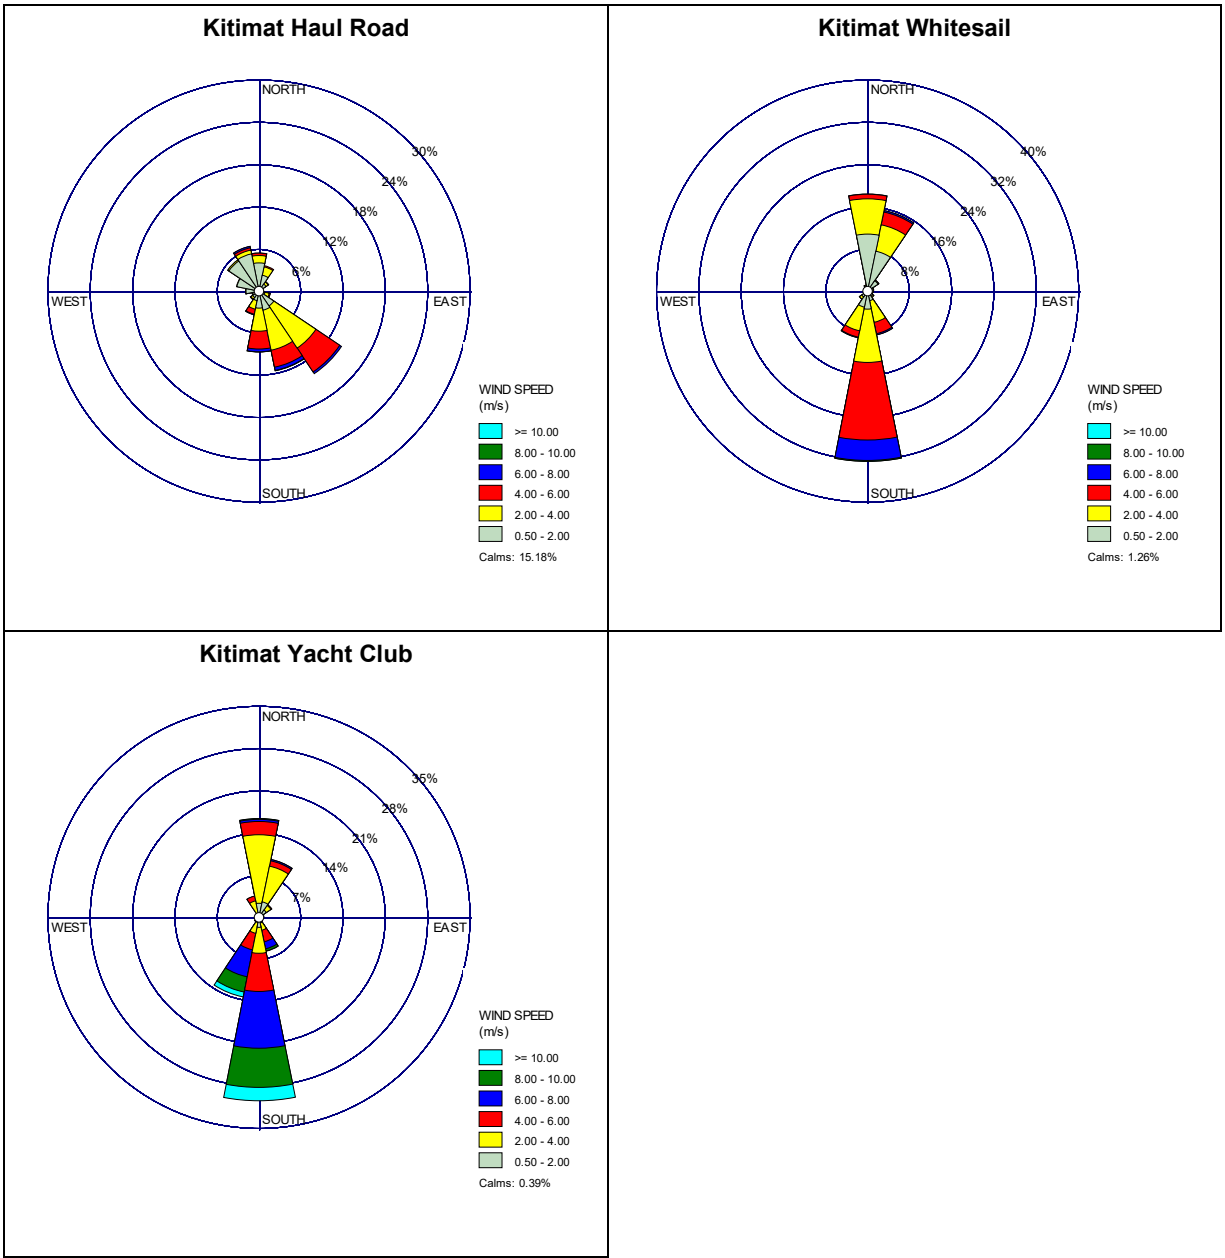 Kitimat Haul Road
NORTH
30%
24%
18%
12%
6%
WEST
EAST
SOUTH
WIND SPEED
(m/s)
>= 10.00
8.00 - 10.00
6.00 - 8.00
4.00 - 6.00
2.00 - 4.00
0.50 - 2.00
Calms: 15.18%
Kitimat Whitesail
NORTH
40%
32%
24%
16%
8%
WEST
EAST
SOUTH
WIND SPEED
(m/s)
>= 10.00
8.00 - 10.00
6.00 - 8.00
4.00 - 6.00
2.00 - 4.00
0.50 - 2.00
Calms: 1.26%
Kitimat Yacht Club
NORTH
35%
28%
21%
14%
7%
WEST
EAST
SOUTH
WIND SPEED
(m/s)
>= 10.00
8.00 - 10.00
6.00 - 8.00
4.00 - 6.00
2.00 - 4.00
0.50 - 2.00
Calms: 0.39%